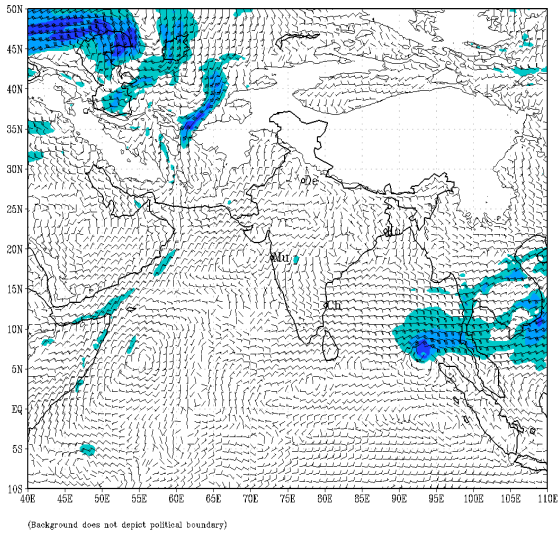 50N
45N
40N
35N
30N
25N
20N
15N
10N
5N
EQ
5S
10S
De
Mu
Ch
40E 45E 50E 55E 60E 65E 70E 75E 80E 85E 90E 95E 100E 105E 110E
(Background does not depict political boundary)